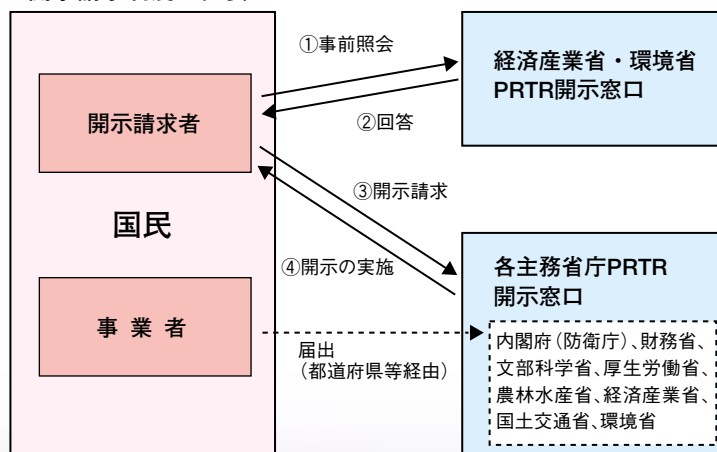 ①事前照会
経済産業省・環境省
PRTR開示窓口
開示請求者
②回答
③開示請求
国民
④開示の実施
各主務省庁PRTR
開示窓口
事 業 者
届出
（都道府県等経由）
内閣府（防衛庁）、財務省、
文部科学省、厚生労働省、
農林水産省、経済産業省、
国土交通省、環境省